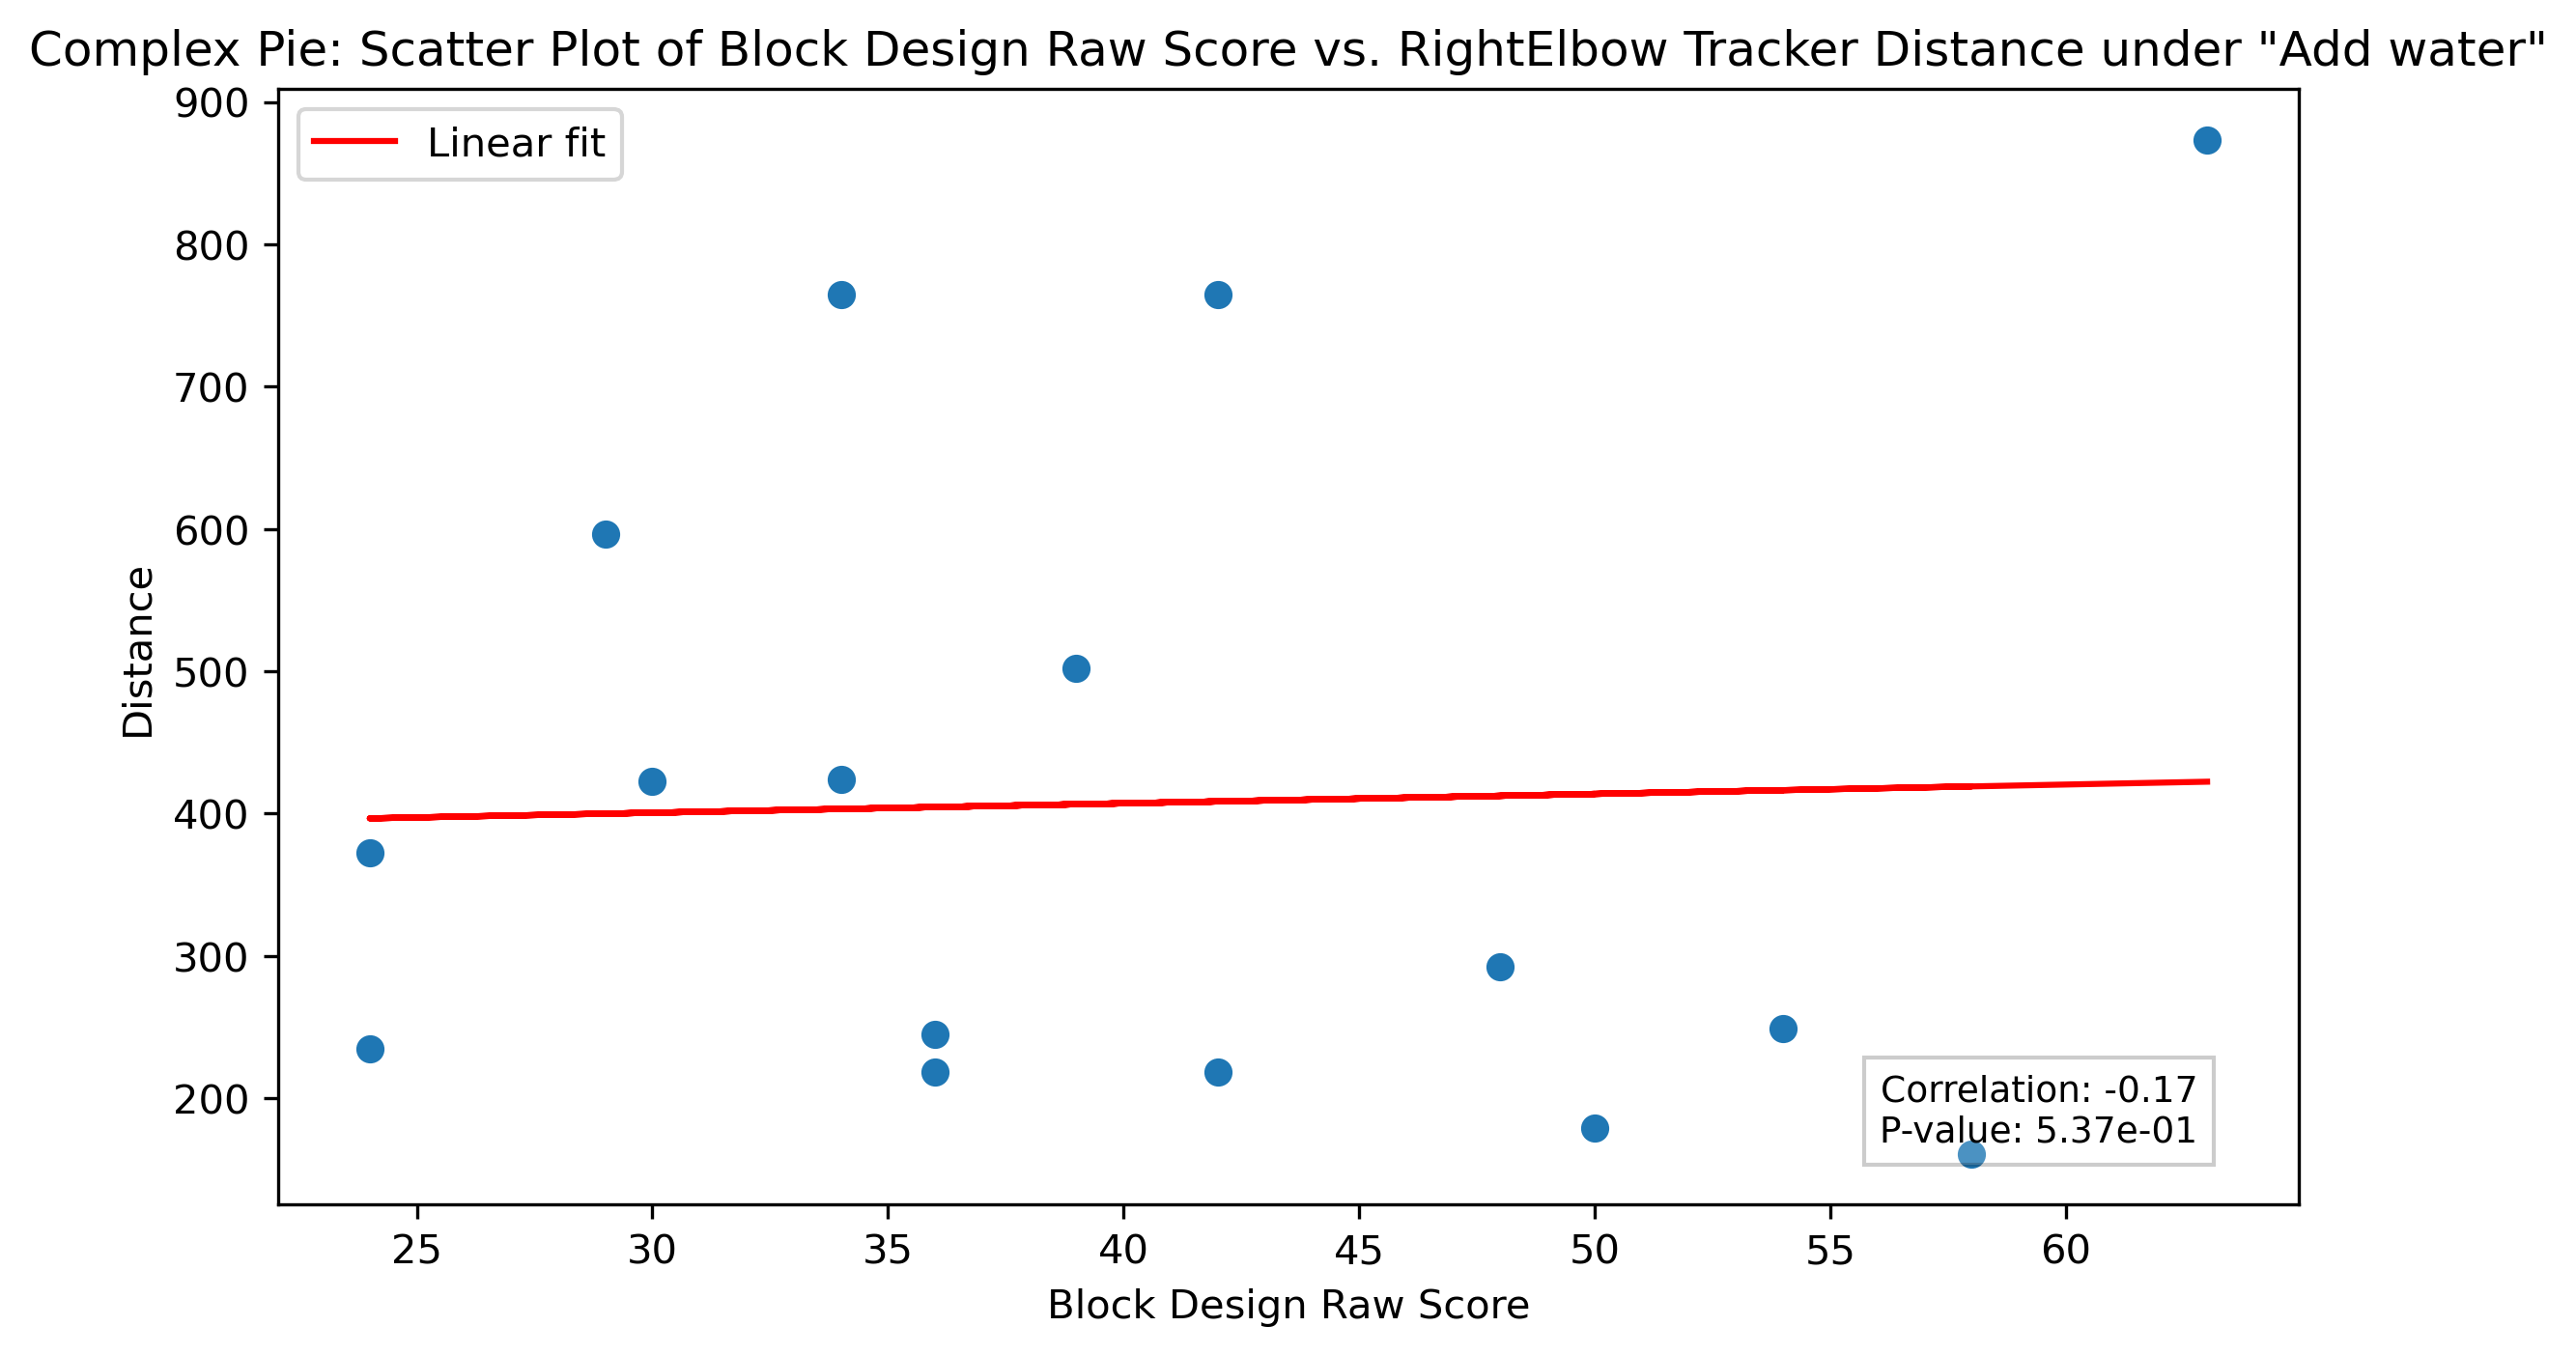 Complex Pie: Scatter Plot of Block Design Raw Score vs. RightElbow Tracker Distance under "Add water"
900
Linear fit
800
700
600
500
400
300
200
Distance
Correlation: -0.17
P-value: 5.37e-01
25 30 35 40 45 50 55 60
Block Design Raw Score